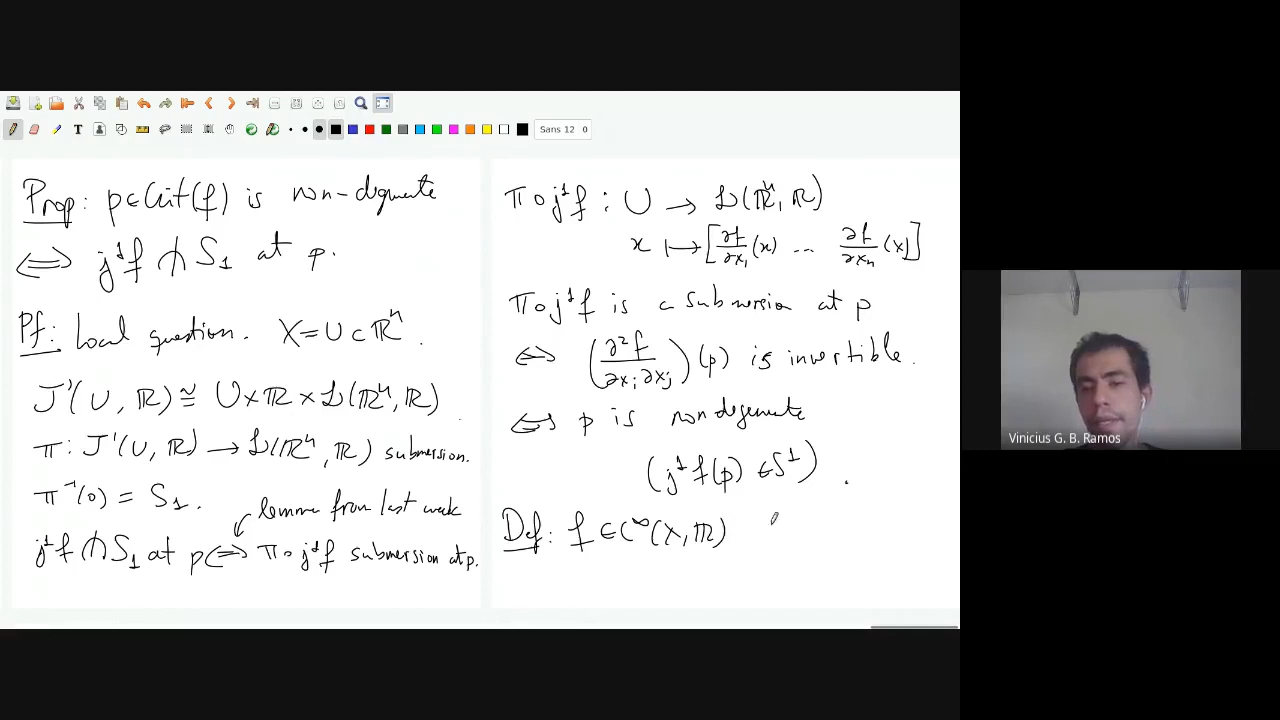 Sans 12 0
Prop: p∈Crit(f) is non-degenerate
⟺ j¹f ⋔ S₁ at p.
Pf: Local question. X=U⊂ℝⁿ.
J¹(U, ℝ) ≅ U×ℝ×L(ℝⁿ, ℝ).
π: J¹(U, ℝ) → L(ℝⁿ, ℝ) submersion.
π⁻¹(0) = S₁.
lemma from last week
j¹f ⋔ S₁ at p ⟺ π∘j¹f submersion at p.
π∘j¹f : U → L(ℝⁿ, ℝ)
x ↦ [∂f/∂x₁(x) ... ∂f/∂xₙ(x)]
π∘j¹f is a submersion at p
⟺ (∂²f/∂xᵢ∂xⱼ)(p) is invertible.
⟺ p is nondegenerate
(j¹f(p) ∈ S¹).
Def: f ∈ C^∞(X, ℝ)
Vinicius G. B. Ramos